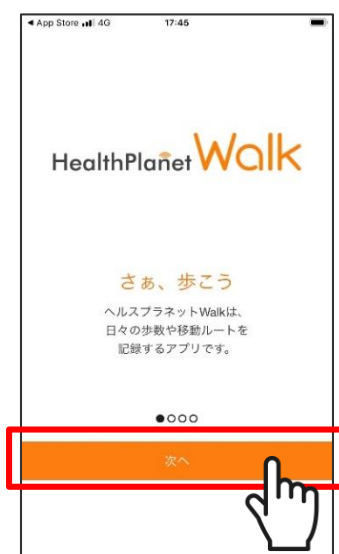 ◀ App Store 4G 17:45
HealthPlanet Walk
さぁ、歩こう
ヘルスプラネットWalkは、
日々の歩数や移動ルートを
記録するアプリです。
次へ